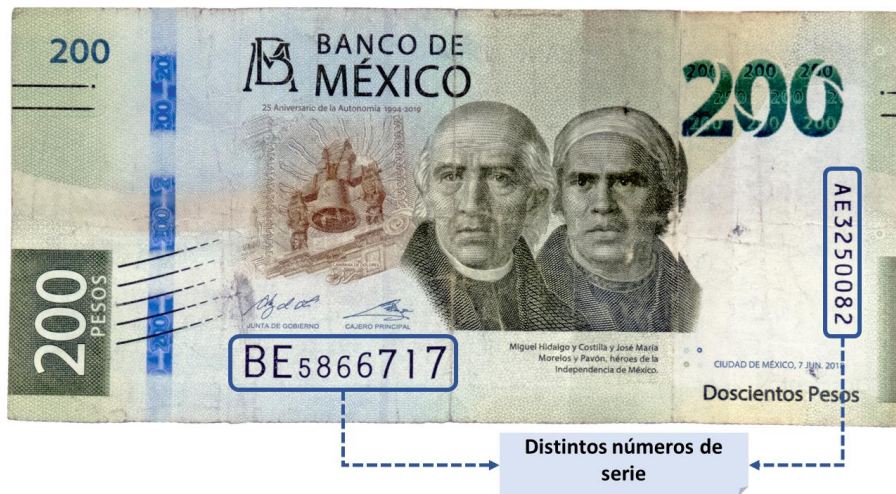 200
BANCO DE
MÉXICO
25 Aniversario de la Autonomía 1994-2019
200
AE3250082
200
PESOS
JUNTA DE GOBIERNO
CAJERO PRINCIPAL
BE5866717
Miguel Hidalgo y Costilla y José María
Morelos y Pavón, héroes de la
Independencia de México.
CIUDAD DE MÉXICO, 7 JUN.
Doscientos Pesos
Distintos números de
serie